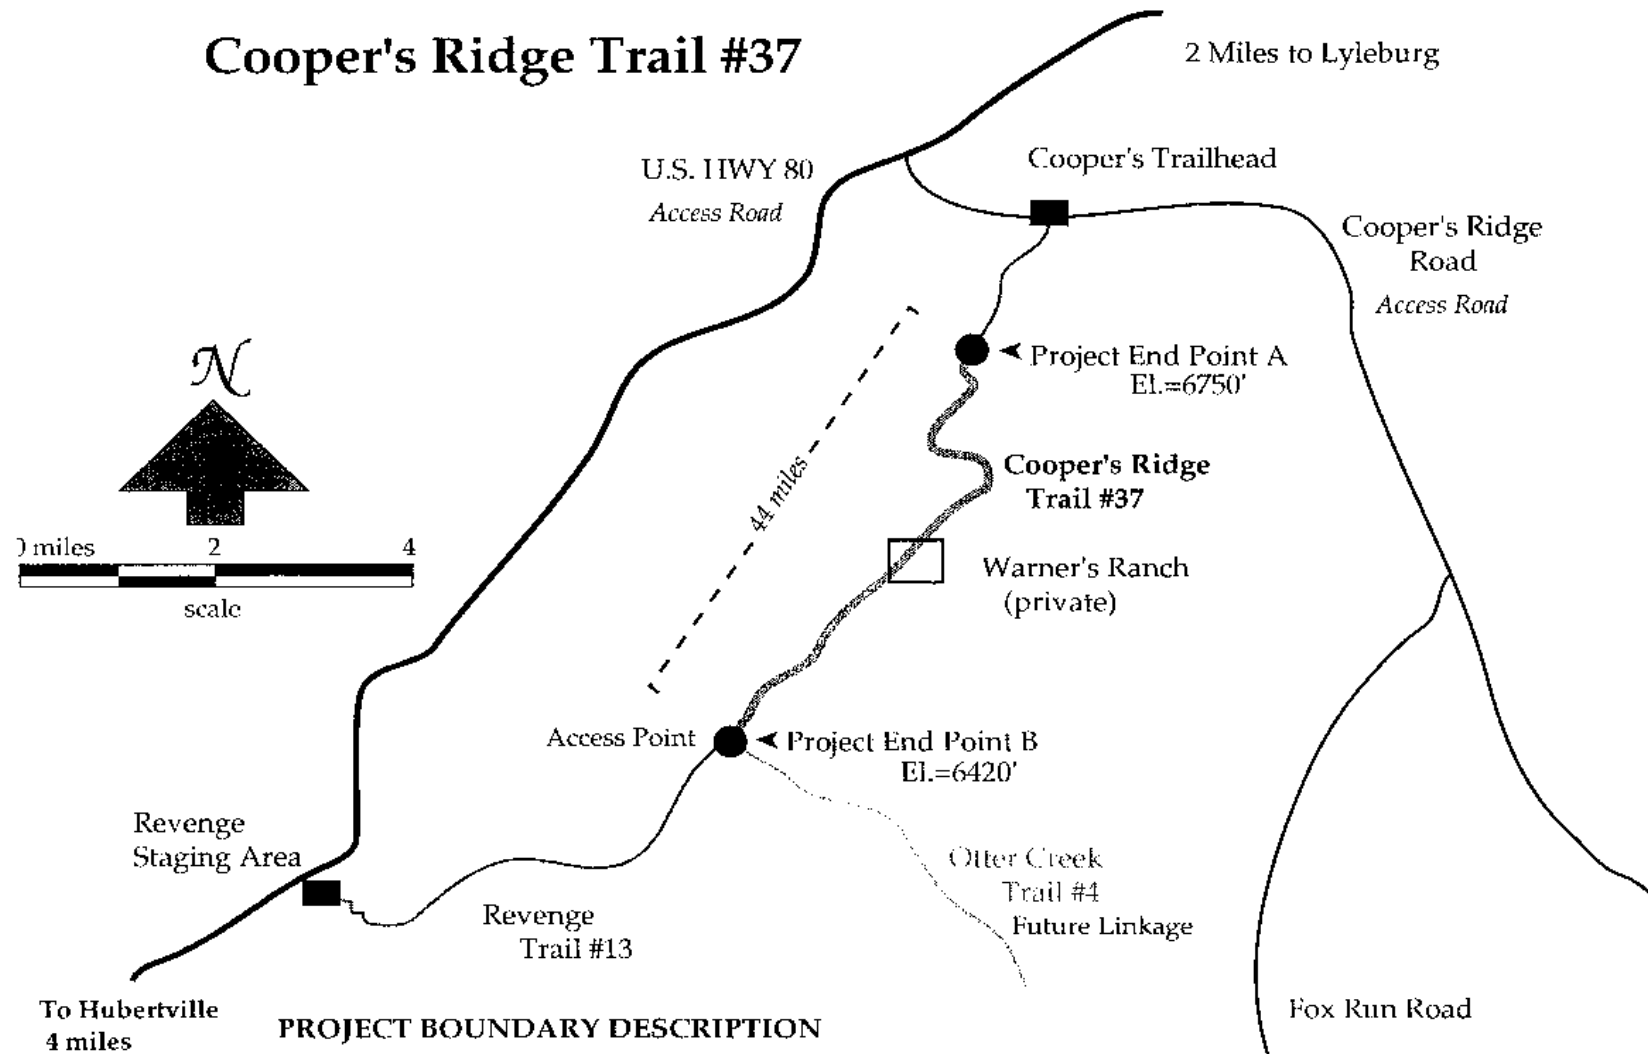 Cooper's Ridge Trail #37
2 Miles to Lyleburg
U.S. HWY 80
Access Road
Cooper's Trailhead
Cooper's Ridge
Road
Access Road
N
Project End Point A
El.=6750'
Cooper's Ridge
Trail #37
44 miles
0 miles 2 4
scale
Warner's Ranch
(private)
Access Point
Project End Point B
El.=6420'
Revenge
Staging Area
Otter Creek
Trail #4
Future Linkage
Revenge
Trail #13
To Hubertville
4 miles
PROJECT BOUNDARY DESCRIPTION
Fox Run Road